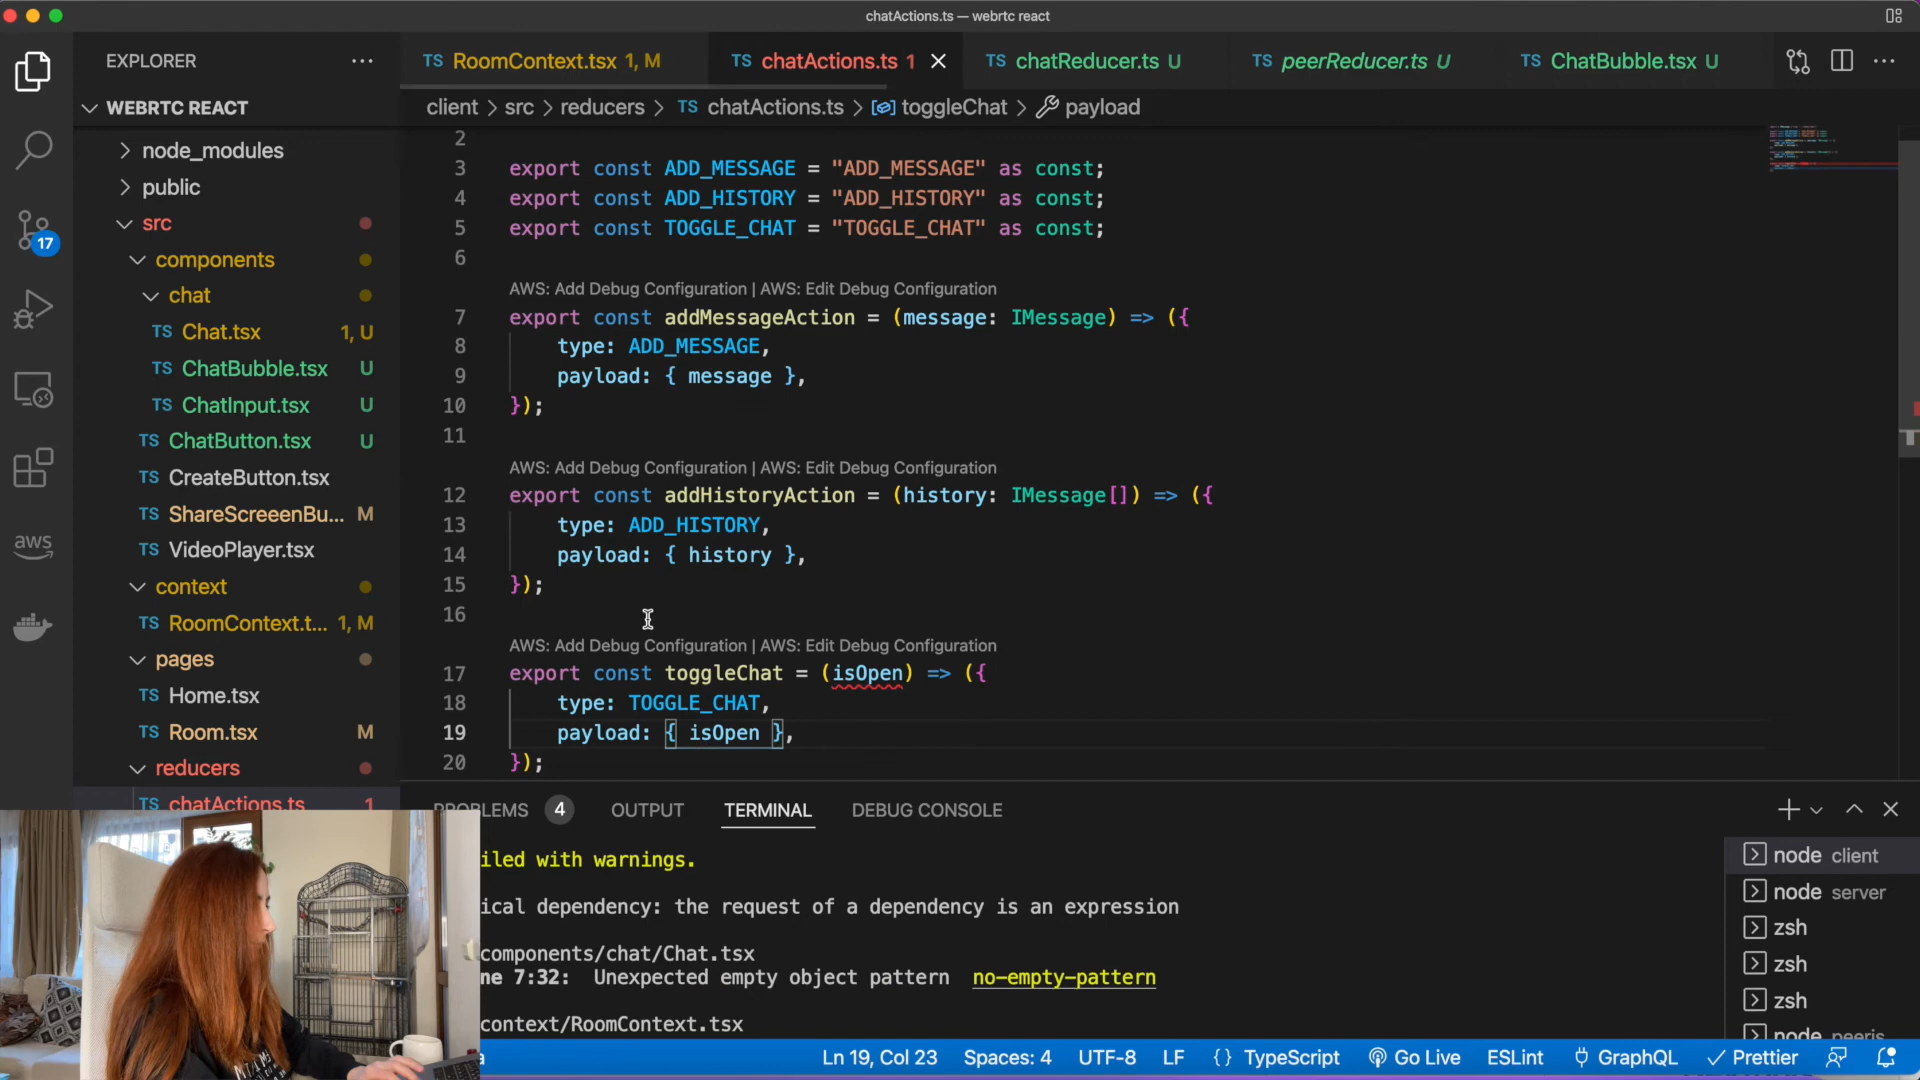 chatActions.ts — webrtc react
EXPLORER
TS RoomContext.tsx 1, M
TS chatActions.ts 1
TS chatReducer.ts U
TS peerReducer.ts U
TS ChatBubble.tsx U
WEBRTC REACT
client > src > reducers > TS chatActions.ts > toggleChat > payload
node_modules
public
src
components
chat
TS Chat.tsx 1, U
TS ChatBubble.tsx U
TS ChatInput.tsx U
TS ChatButton.tsx U
TS CreateButton.tsx
TS ShareScreeenBu... M
TS VideoPlayer.tsx
context
TS RoomContext.t... 1, M
pages
TS Home.tsx
TS Room.tsx M
reducers
TS chatActions.ts 1
17
aws
2
3 export const ADD_MESSAGE = "ADD_MESSAGE" as const;
4 export const ADD_HISTORY = "ADD_HISTORY" as const;
5 export const TOGGLE_CHAT = "TOGGLE_CHAT" as const;
6
AWS: Add Debug Configuration | AWS: Edit Debug Configuration
7 export const addMessageAction = (message: IMessage) => ({
8 type: ADD_MESSAGE,
9 payload: { message },
10 });
11
AWS: Add Debug Configuration | AWS: Edit Debug Configuration
12 export const addHistoryAction = (history: IMessage[]) => ({
13 type: ADD_HISTORY,
14 payload: { history },
15 });
16
AWS: Add Debug Configuration | AWS: Edit Debug Configuration
17 export const toggleChat = (isOpen) => ({
18 type: TOGGLE_CHAT,
19 payload: { isOpen },
20 });
PROBLEMS 4 OUTPUT TERMINAL DEBUG CONSOLE
iled with warnings.
ical dependency: the request of a dependency is an expression
components/chat/Chat.tsx
ne 7:32: Unexpected empty object pattern no-empty-pattern
context/RoomContext.tsx
node client
node server
zsh
zsh
zsh
node peerjs
Ln 19, Col 23 Spaces: 4 UTF-8 LF {} TypeScript Go Live ESLint GraphQL Prettier